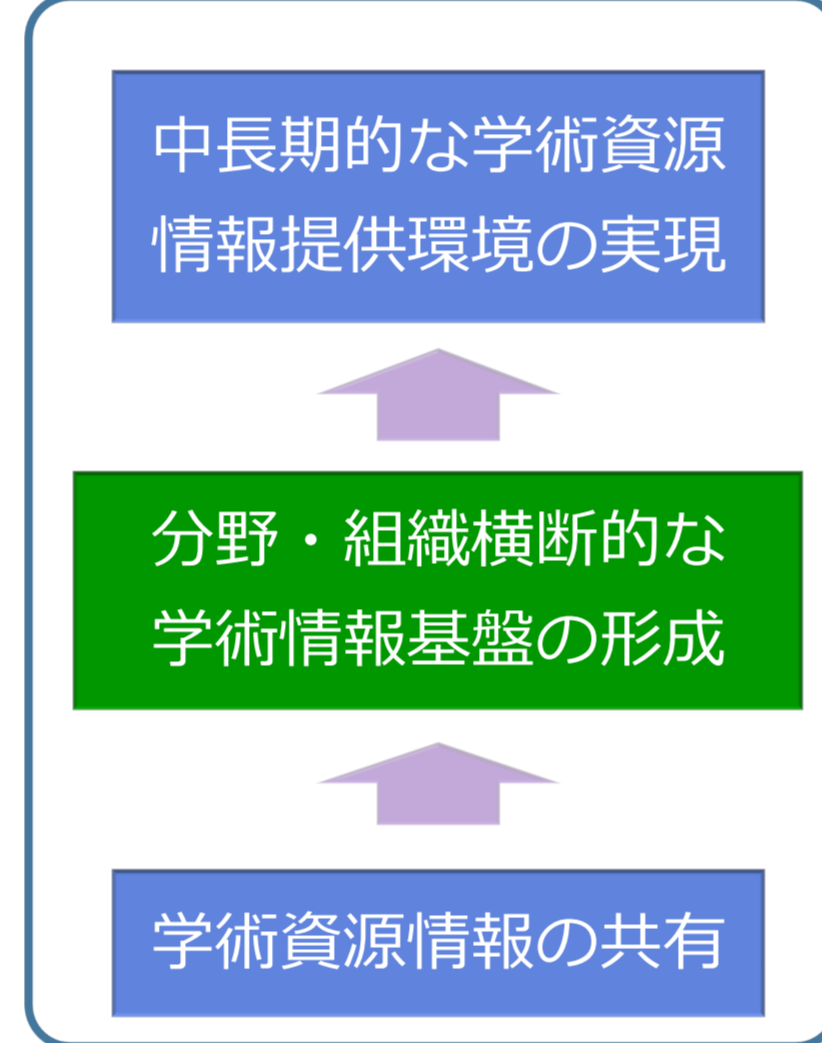 中長期的な学術資源
情報提供環境の実現
分野・組織横断的な
学術情報基盤の形成
学術資源情報の共有